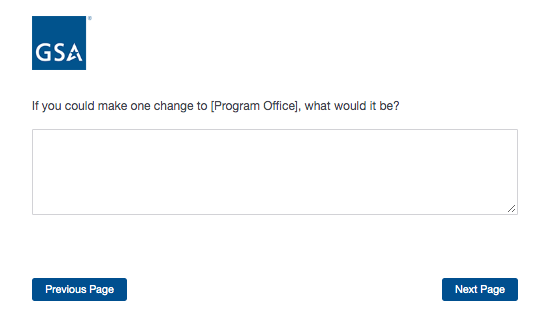 GSA
If you could make one change to [Program Office], what would it be?
Previous Page
Next Page